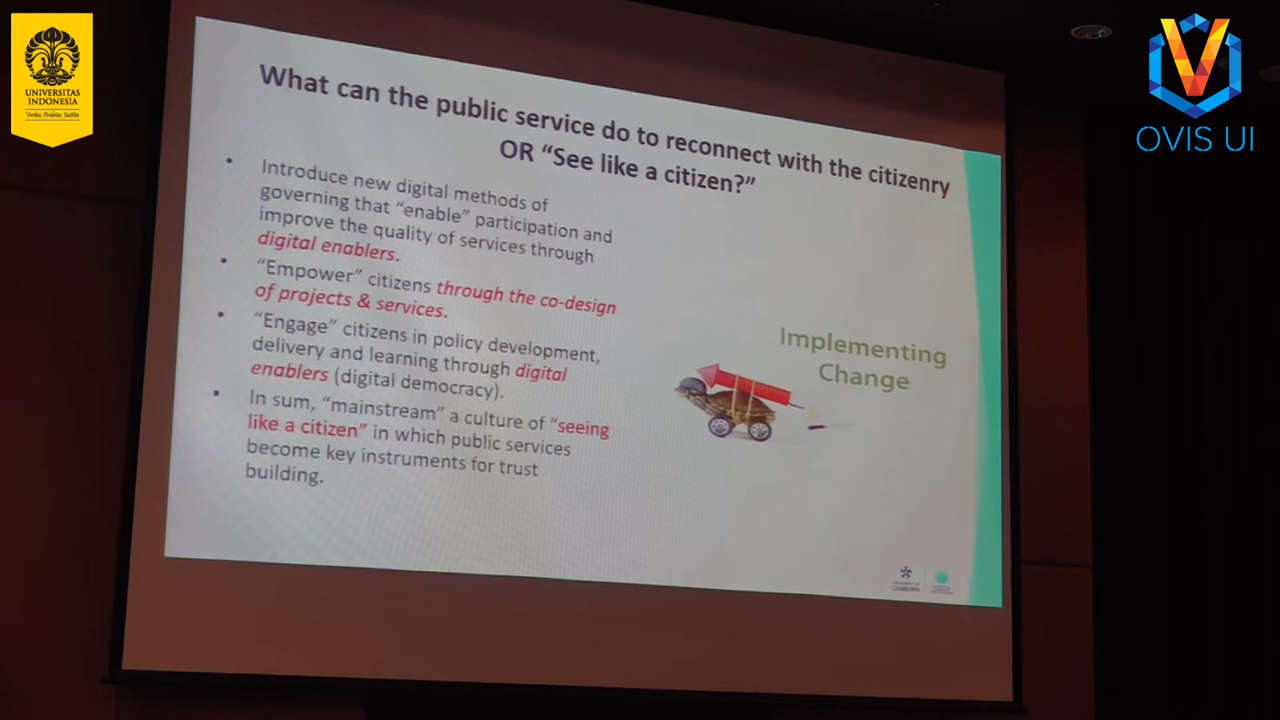 UNIVERSITAS
INDONESIA
Veritas, Probitas, Iustitia
OVIS UI
What can the public service do to reconnect with the citizenry
OR “See like a citizen?”
• Introduce new digital methods of
governing that “enable” participation and
improve the quality of services through
digital enablers.
• “Empower” citizens through the co-design
of projects & services.
• “Engage” citizens in policy development,
delivery and learning through digital
enablers (digital democracy).
• In sum, “mainstream” a culture of “seeing
like a citizen” in which public services
become key instruments for trust
building.
Implementing
Change
UNIVERSITY OF
CANBERRA